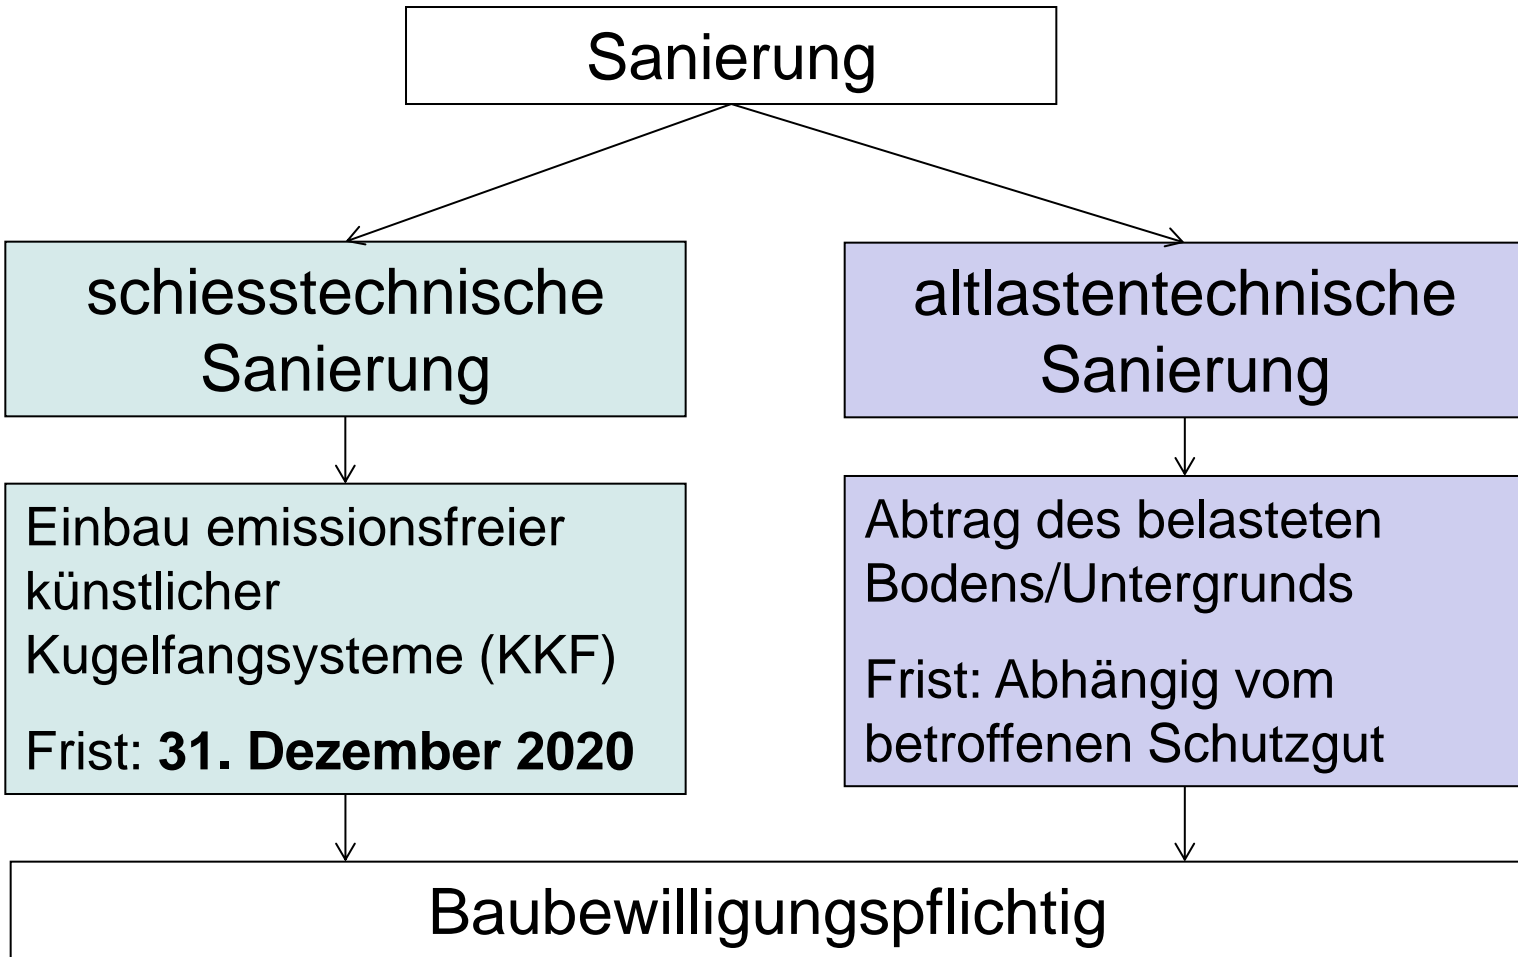 Sanierung
schiesstechnische
Sanierung
altlastentechnische
Sanierung
Einbau emissionsfreier
künstlicher
Kugelfangsysteme (KKF)
Frist: 31. Dezember 2020
Abtrag des belasteten
Bodens/Untergrunds
Frist: Abhängig vom
betroffenen Schutzgut
Baubewilligungspflichtig